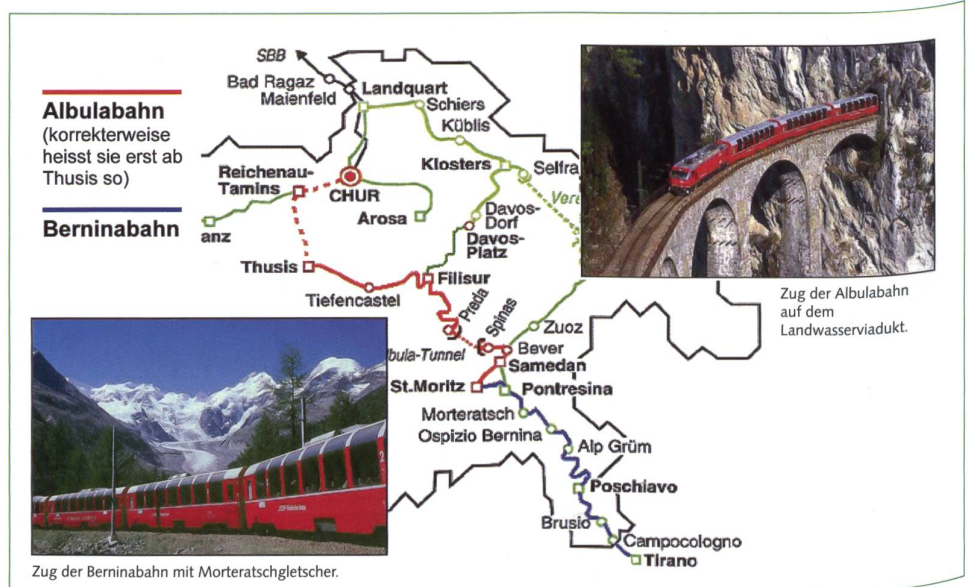 Albulabahn
(korrekterweise
heisst sie erst ab
Thusis so)
Berninabahn
SBB
Bad Ragaz
Maienfeld
Landquart
Schiers
Küblis
Klosters
Selfra
Vere
Reichenau-
Tamins
CHUR
Arosa
anz
Davos-
Dorf
Davos-
Platz
Thusis
Filisur
Tiefencastel
Preda
Spinas
Zuoz
bula-Tunnel
Bever
Samedan
St.Moritz
Pontresina
Morteratsch
Ospizio Bernina
Alp Grüm
Poschiavo
Brusio
Campocologno
Tirano
Zug der Albulabahn
auf dem
Landwasserviadukt.
Zug der Berninabahn mit Morteratschgletscher.